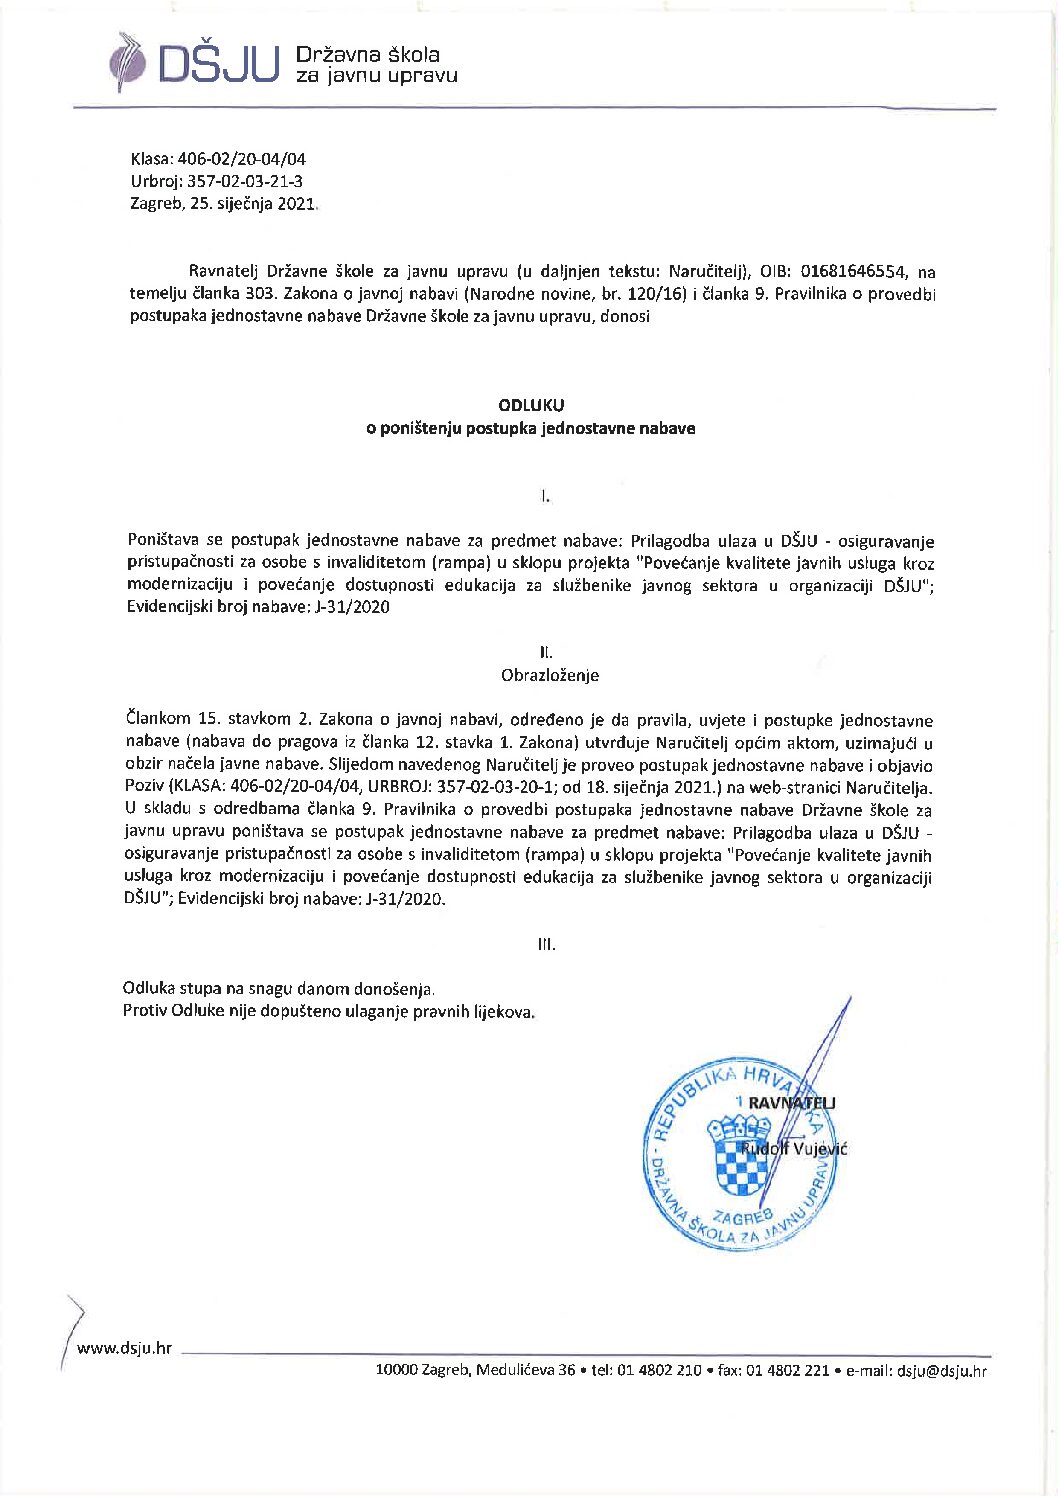 DŠJU Državna škola
za javnu upravu
Klasa: 406-02/20-04/04
Urbroj: 357-02-03-21-3
Zagreb, 25. siječnja 2021.
Ravnatelj Državne škole za javnu upravu (u daljnjen tekstu: Naručitelj), OIB: 01681646554, na
temelju članka 303. Zakona o javnoj nabavi (Narodne novine, br. 120/16) i članka 9. Pravilnika o provedbi
postupaka jednostavne nabave Državne škole za javnu upravu, donosi
ODLUKU
o poništenju postupka jednostavne nabave
I.
Poništava se postupak jednostavne nabave za predmet nabave: Prilagodba ulaza u DŠJU - osiguravanje
pristupačnosti za osobe s invaliditetom (rampa) u sklopu projekta "Povećanje kvalitete javnih usluga kroz
modernizaciju i povećanje dostupnosti edukacija za službenike javnog sektora u organizaciji DŠJU";
Evidencijski broj nabave: J-31/2020
II.
Obrazloženje
Člankom 15. stavkom 2. Zakona o javnoj nabavi, određeno je da pravila, uvjete i postupke jednostavne
nabave (nabava do pragova iz članka 12. stavka 1. Zakona) utvrđuje Naručitelj općim aktom, uzimajući u
obzir načela javne nabave. Slijedom navedenog Naručitelj je proveo postupak jednostavne nabave i objavio
Poziv (KLASA: 406-02/20-04/04, URBROJ: 357-02-03-20-1; od 18. siječnja 2021.) na web-stranici Naručitelja.
U skladu s odredbama članka 9. Pravilnika o provedbi postupaka jednostavne nabave Državne škole za
javnu upravu poništava se postupak jednostavne nabave za predmet nabave: Prilagodba ulaza u DŠJU -
osiguravanje pristupačnosti za osobe s invaliditetom (rampa) u sklopu projekta "Povećanje kvalitete javnih
usluga kroz modernizaciju i povećanje dostupnosti edukacija za službenike javnog sektora u organizaciji
DŠJU"; Evidencijski broj nabave: J-31/2020.
III.
Odluka stupa na snagu danom donošenja.
Protiv Odluke nije dopušteno ulaganje pravnih lijekova.
REPUBLIKA HRVATSKA
1
RAVNATELJ
Rudolf Vujević
ZAGREB
DRŽAVNA ŠKOLA ZA JAVNU UPRAVU
www.dsju.hr
10000 Zagreb, Medulićeva 36 • tel: 01 4802 210 • fax: 01 4802 221 • e-mail: dsju@dsju.hr